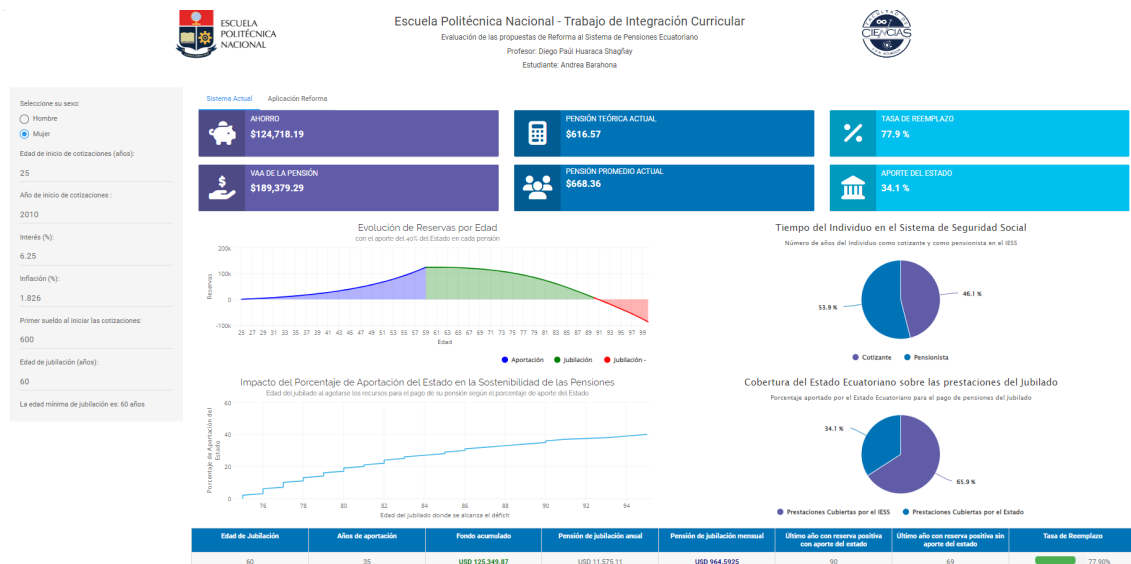 ESCUELA
POLITÉCNICA
NACIONAL
Escuela Politécnica Nacional - Trabajo de Integración Curricular
Evaluación de las propuestas de Reforma al Sistema de Pensiones Ecuatoriano
Profesor: Diego Paúl Huaraca Shagñay
Estudiante: Andrea Barahona
FACULTAD DE
CIENCIAS
Seleccione su sexo:
Hombre
Mujer
Edad de inicio de cotizaciones (años):
25
Año de inicio de cotizaciones :
2010
Interés (%):
6.25
Inflación (%):
1.826
Primer sueldo al iniciar las cotizaciones:
600
Edad de jubilación (años):
60
La edad mínima de jubilación es: 60 años
Sistema Actual Aplicación Reforma
AHORRO
$124,718.19
PENSIÓN TEÓRICA ACTUAL
$616.57
TASA DE REEMPLAZO
77.9 %
VAA DE LA PENSIÓN
$189,379.29
PENSIÓN PROMEDIO ACTUAL
$668.36
APORTE DEL ESTADO
34.1 %
Evolución de Reservas por Edad
con el aporte del 40% del Estado en cada pensión
200k
100k
0
-100k
Reservas
25 27 29 31 33 35 37 39 41 43 45 47 49 51 53 55 57 59 61 63 65 67 69 71 73 75 77 79 81 83 85 87 89 91 93 95 97 99
Edad
Aportación Jubilación Jubilación -
Tiempo del Individuo en el Sistema de Seguridad Social
Número de años del Individuo como cotizante y como pensionista en el IESS
53.9 %
46.1 %
Cotizante Pensionista
Impacto del Porcentaje de Aportación del Estado en la Sostenibilidad de las Pensiones
Edad del jubilado al agotarse los recursos para el pago de su pensión según el porcentaje de aporte del Estado
60
40
20
0
Porcentaje de Aportación del
Estado
76 78 80 82 84 86 88 90 92 94
Edad del jubilado donde se alcanza el déficit
Cobertura del Estado Ecuatoriano sobre las prestaciones del Jubilado
Porcentaje aportado por el Estado Ecuatoriano para el pago de pensiones del Jubilado
34.1 %
65.9 %
Prestaciones Cubiertas por el IESS Prestaciones Cubiertas por el Estado
Edad de Jubilación Años de aportación Fondo acumulado Pensión de jubilación anual Pensión de jubilación mensual Último año con reserva positiva con aporte del estado Último año con reserva positiva sin aporte del estado Tasa de Reemplazo
60 35 USD 125,349.87 USD 11,575.11 USD 964.5925 90 69 77.90%